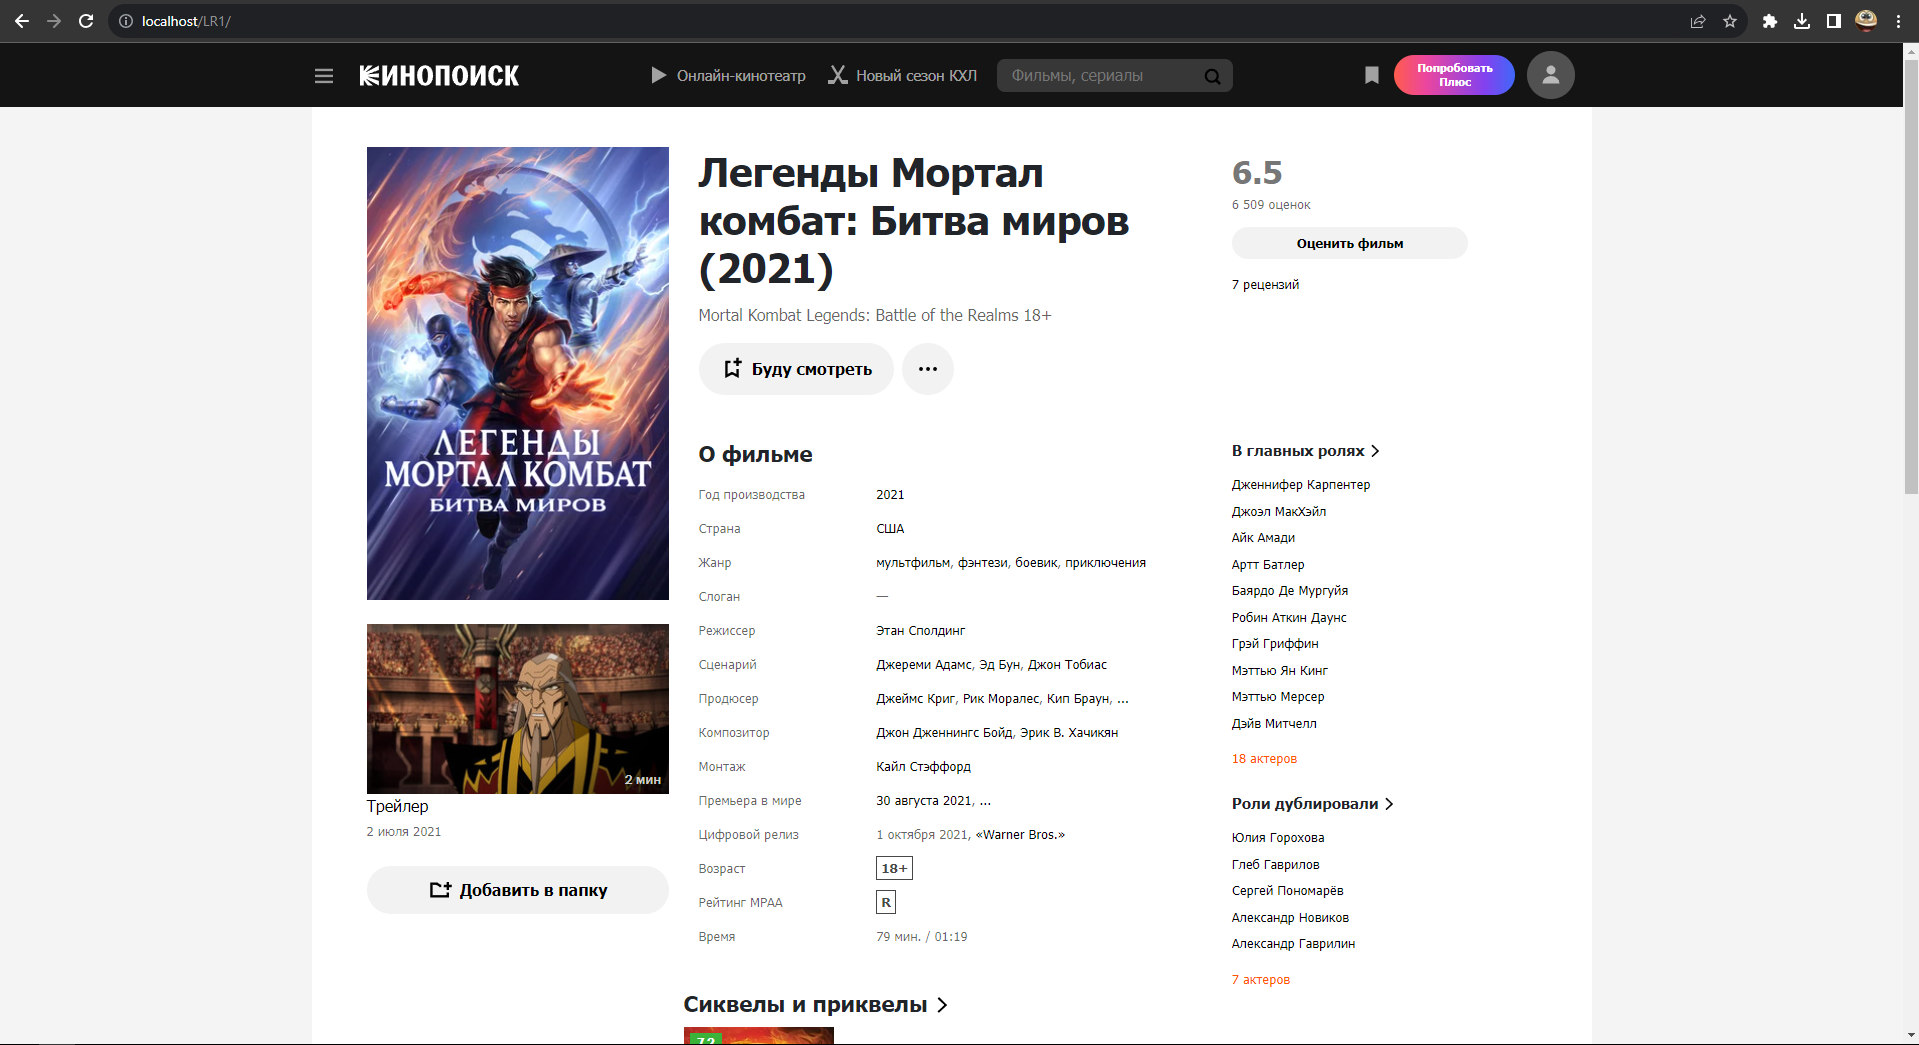 localhost/LR1/
КИНОПОИСК
Онлайн-кинотеатр
Новый сезон КХЛ
Фильмы, сериалы
Попробовать
Плюс
ЛЕГЕНДЫ
МОРТАЛ КОМБАТ
БИТВА МИРОВ
2 мин
Трейлер
2 июля 2021
Добавить в папку
Легенды Мортал
комбат: Битва миров
(2021)
Mortal Kombat Legends: Battle of the Realms 18+
Буду смотреть
6.5
6 509 оценок
Оценить фильм
7 рецензий
О фильме
Год производства 2021
Страна США
Жанр мультфильм, фэнтези, боевик, приключения
Слоган —
Режиссер Этан Сполдинг
Сценарий Джереми Адамс, Эд Бун, Джон Тобиас
Продюсер Джеймс Криг, Рик Моралес, Кип Браун, ...
Композитор Джон Дженнингс Бойд, Эрик В. Хачикян
Монтаж Кайл Стэффорд
Премьера в мире 30 августа 2021, ...
Цифровой релиз 1 октября 2021, «Warner Bros.»
Возраст 18+
Рейтинг MPAA R
Время 79 мин. / 01:19
В главных ролях
Дженнифер Карпентер
Джоэл МакХэйл
Айк Амади
Артт Батлер
Баярдо Де Мургуйя
Робин Аткин Даунс
Грэй Гриффин
Мэттью Ян Кинг
Мэттью Мерсер
Дэйв Митчелл
18 актеров
Роли дублировали
Юлия Горохова
Глеб Гаврилов
Сергей Пономарёв
Александр Новиков
Александр Гаврилин
7 актеров
Сиквелы и приквелы